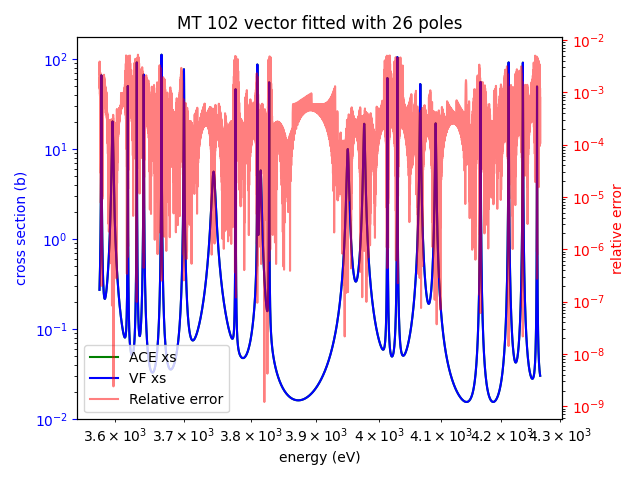 MT 102 vector fitted with 26 poles
10²
10¹
10⁰
10⁻¹
10⁻²
cross section (b)
10⁻²
10⁻³
10⁻⁴
10⁻⁵
10⁻⁶
10⁻⁷
10⁻⁸
10⁻⁹
relative error
ACE xs
VF xs
Relative error
3.6 × 10³ 3.7 × 10³ 3.8 × 10³ 3.9 × 10³ 4 × 10³ 4.1 × 10³ 4.2 × 10³ 4.3 × 10³
energy (eV)